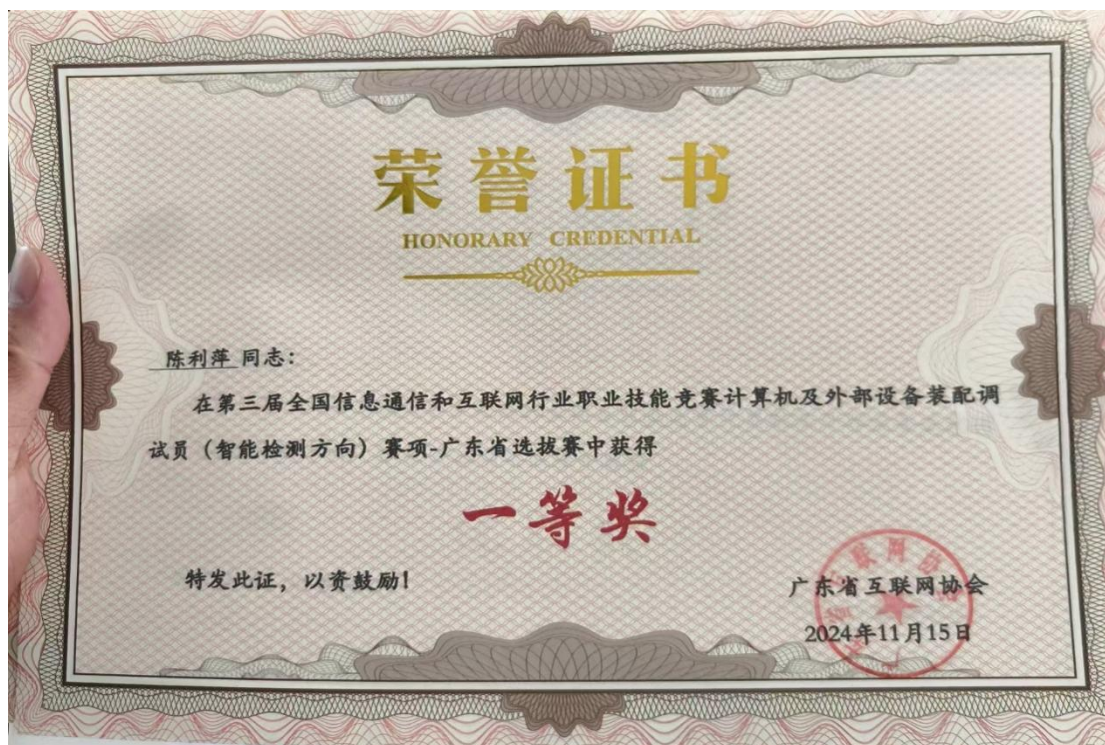 荣誉证书
HONORARY CREDENTIAL
陈利萍 同志：
在第三届全国信息通信和互联网行业职业技能竞赛计算机及外部设备装配调
试员（智能检测方向）赛项-广东省选拔赛中获得
一等奖
特发此证，以资鼓励！
广东省互联网协会
2024年11月15日